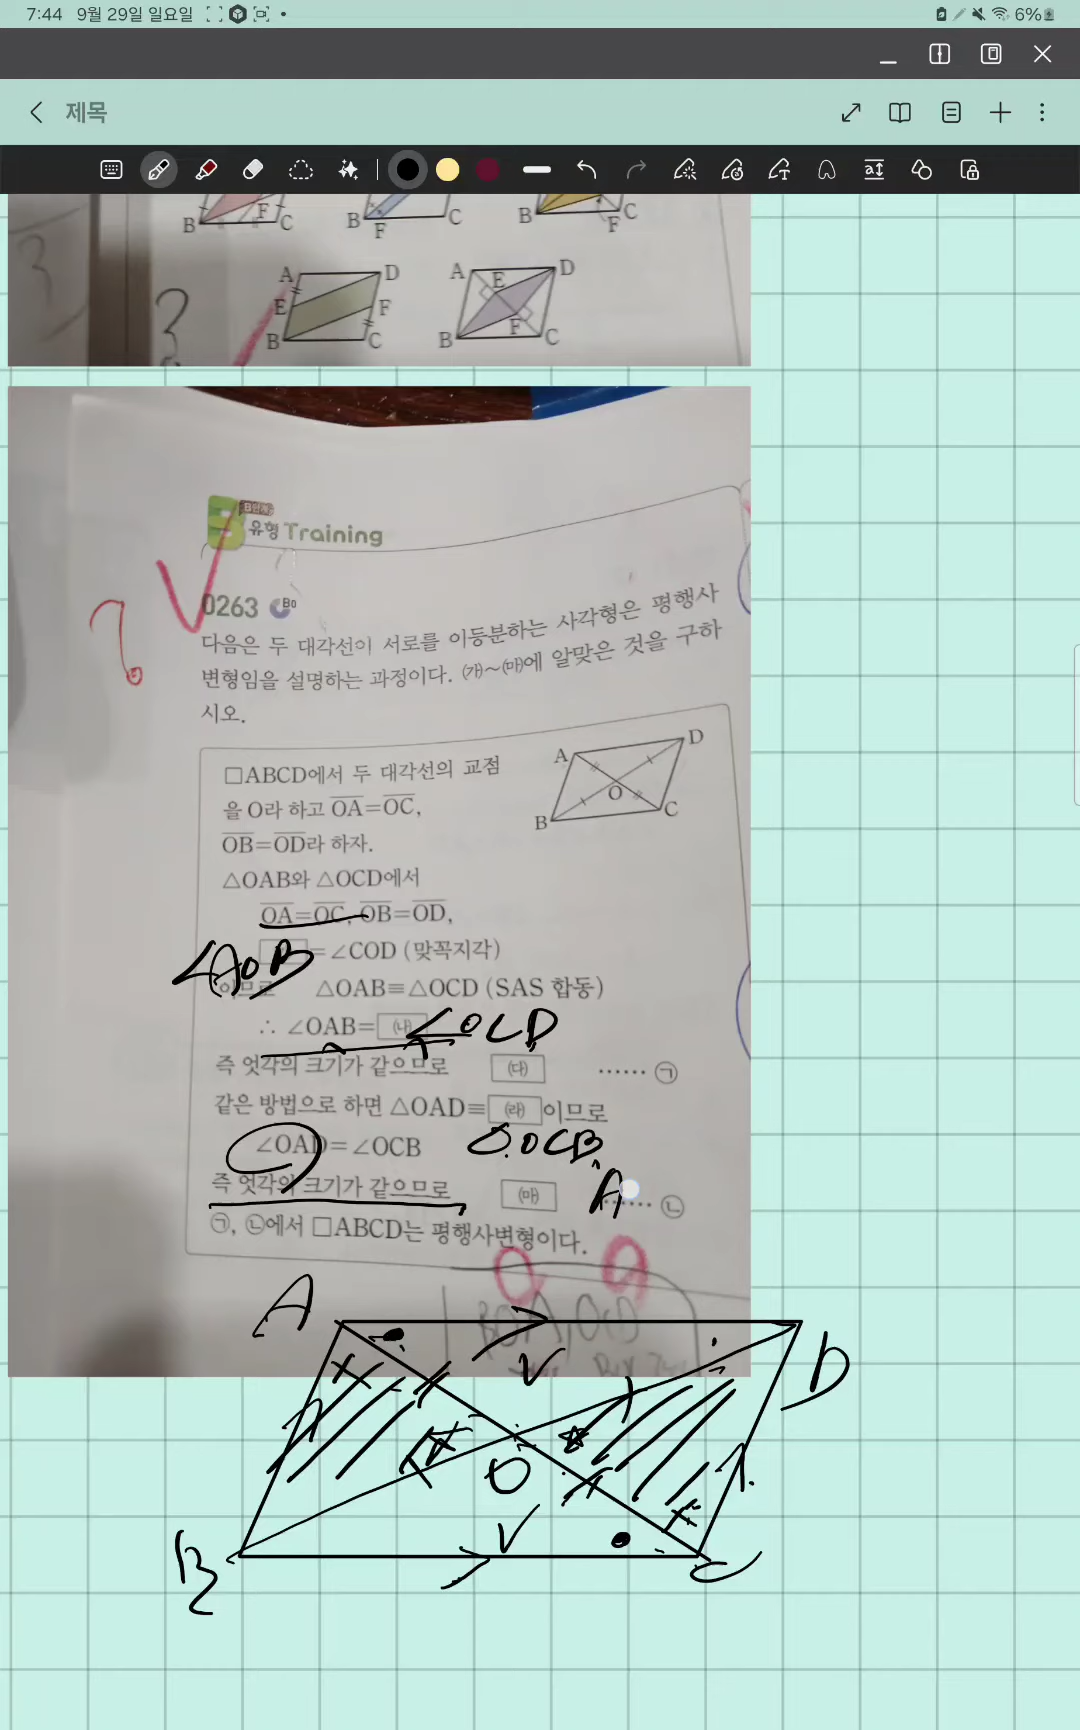 7:44 9월 29일 일요일 6%
제목
B F C
B F C
B F C
A D
E F
B C
A E D
B F C
3
B단계
B 유형 Training
0263 B0
다음은 두 대각선이 서로를 이등분하는 사각형은 평행사
변형임을 설명하는 과정이다. ㈎~㈒에 알맞은 것을 구하
시오.
□ABCD에서 두 대각선의 교점
을 O라 하고 OA=OC,
OB=OD라 하자.
A D
O
B C
△OAB와 △OCD에서
OA=OC, OB=OD,
∠AOB =∠COD (맞꼭지각)
이므로 △OAB≡△OCD (SAS 합동)
∴ ∠OAB= ㈏ ∠OCD
즉 엇각의 크기가 같으므로 ㈐ …… ㉠
같은 방법으로 하면 △OAD≡ ㈑ 이므로
∠OAD=∠OCB △OCB
즉 엇각의 크기가 같으므로 ㈒ A …… ㉡
㉠, ㉡에서 □ABCD는 평행사변형이다.
BOA, OCD
A D
O
B C